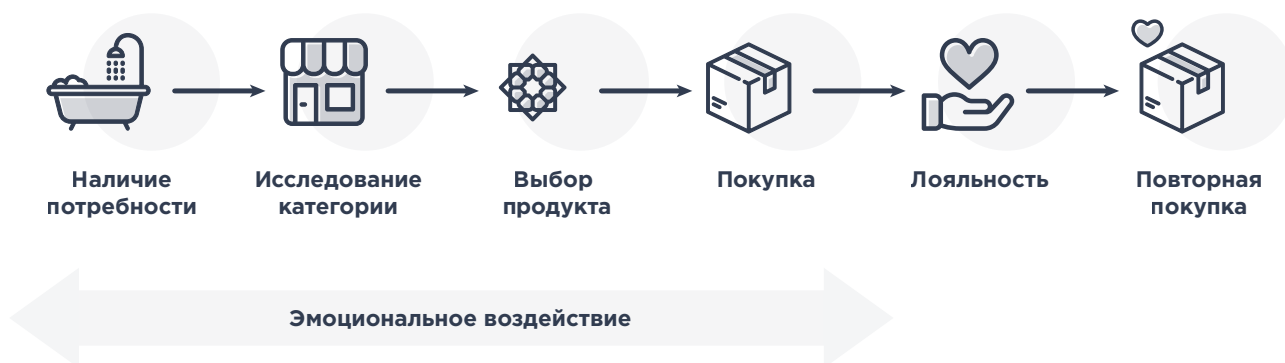 Наличие
потребности
Исследование
категории
Выбор
продукта
Покупка
Лояльность
Повторная
покупка
Эмоциональное воздействие